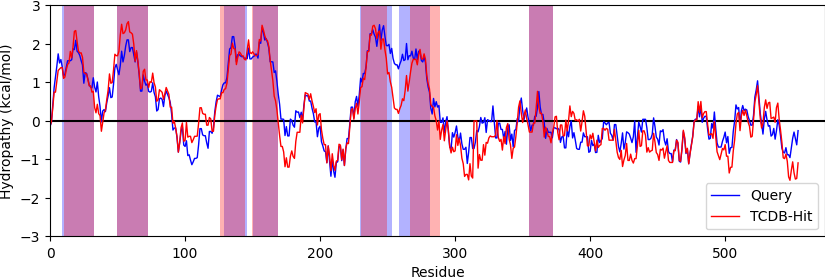 Hydropathy (kcal/mol)
3
2
1
0
−1
−2
−3
0 100 200 300 400 500
Residue
Query
TCDB-Hit